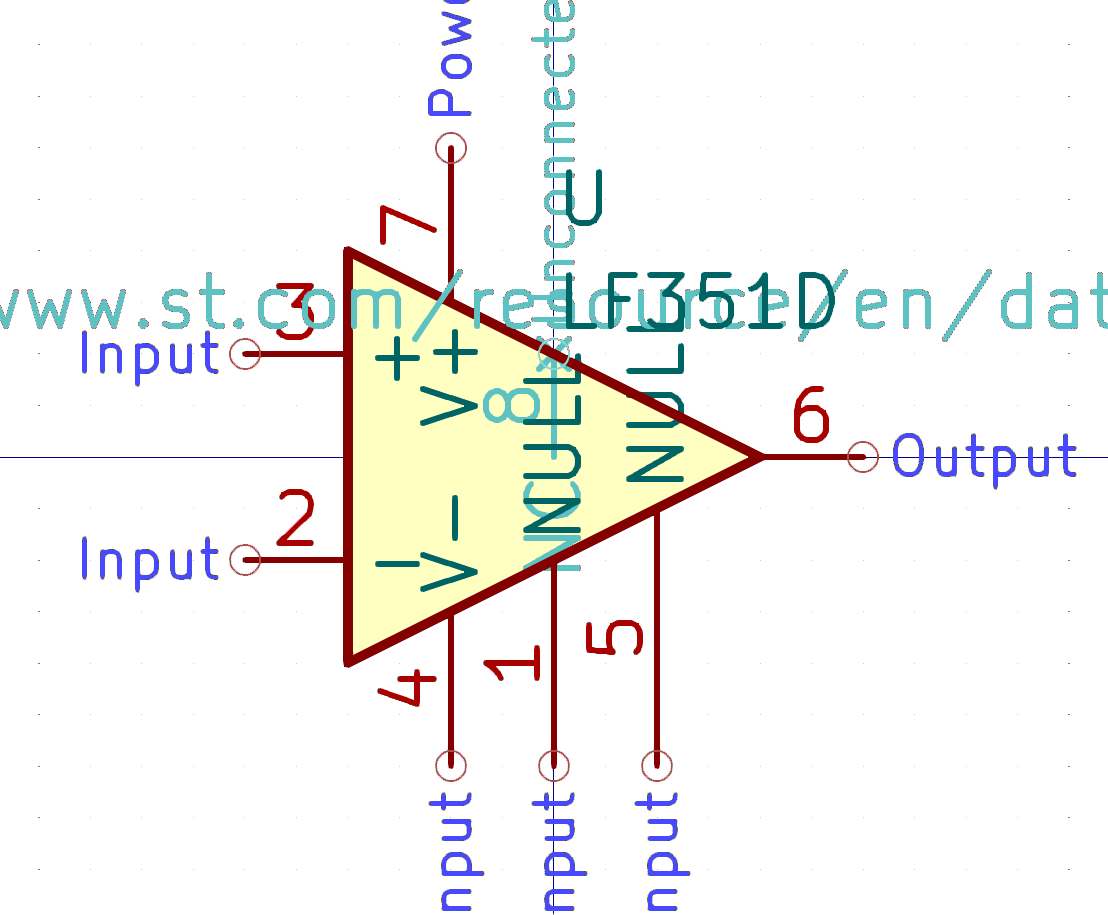 Powe
Unconnecte
U
7
LF351D
www.st.com/resource/en/dat
3
Input
+
V+
8
NULL
NULL
6
Output
NC
2
Input
-
V-
4
1
5
nput
nput
nput